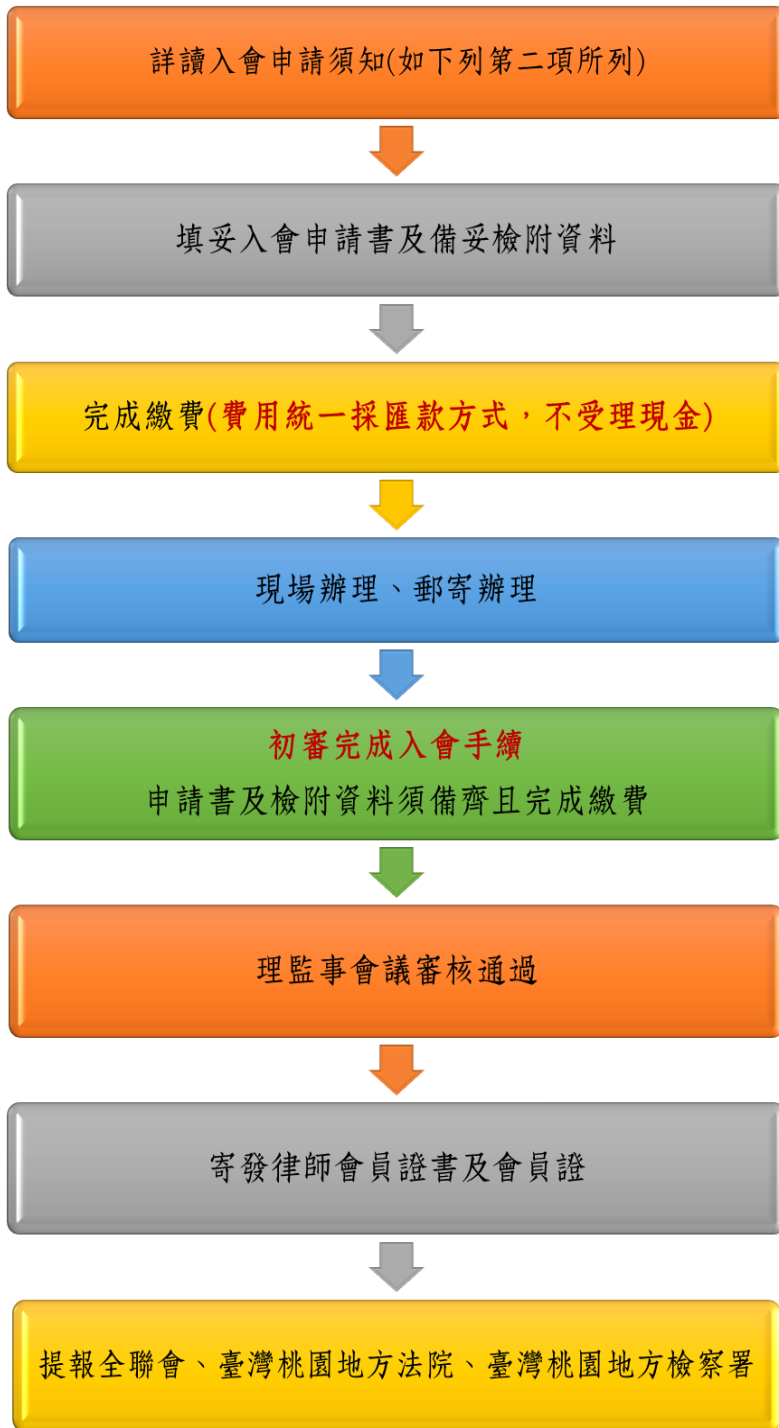 詳讀入會申請須知(如下列第二項所列)
填妥入會申請書及備妥檢附資料
完成繳費(費用統一採匯款方式，不受理現金)
現場辦理、郵寄辦理
初審完成入會手續
申請書及檢附資料須備齊且完成繳費
理監事會議審核通過
寄發律師會員證書及會員證
提報全聯會、臺灣桃園地方法院、臺灣桃園地方檢察署